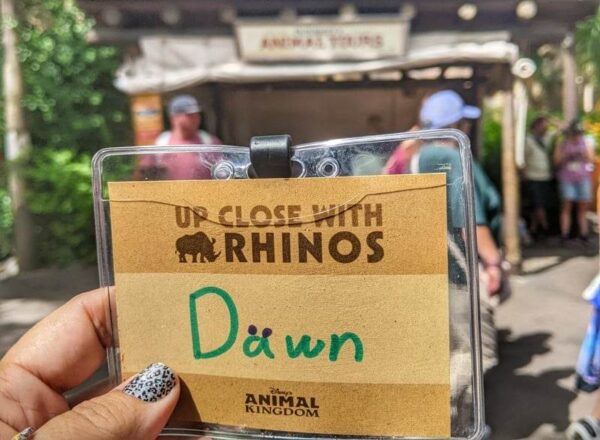 ANIMAL TOURS
UP CLOSE WITH
RHINOS
Dawn
Disney's
ANIMAL
KINGDOM